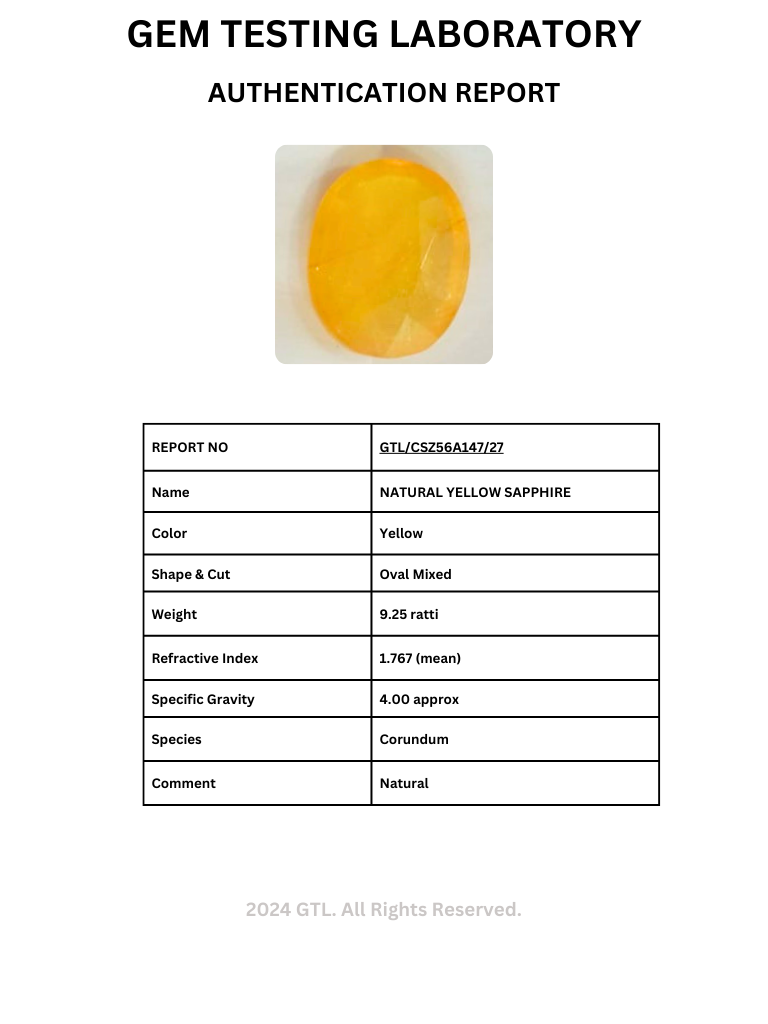 GEM TESTING LABORATORY
AUTHENTICATION REPORT
REPORT NO GTL/CSZ56A147/27
Name NATURAL YELLOW SAPPHIRE
Color Yellow
Shape & Cut Oval Mixed
Weight 9.25 ratti
Refractive Index 1.767 (mean)
Specific Gravity 4.00 approx
Species Corundum
Comment Natural
2024 GTL. All Rights Reserved.